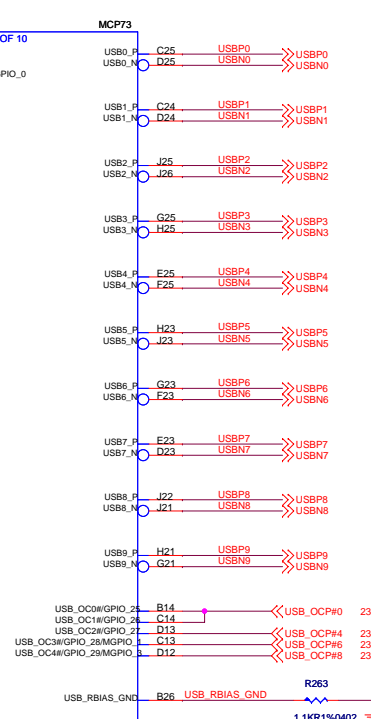 MCP73
OF 10
USB0_P C25 USBP0 USBP0
USB0_N D25 USBN0 USBN0
PIO_0
USB1_P C24 USBP1 USBP1
USB1_N D24 USBN1 USBN1
USB2_P J25 USBP2 USBP2
USB2_N J26 USBN2 USBN2
USB3_P G25 USBP3 USBP3
USB3_N H25 USBN3 USBN3
USB4_P E25 USBP4 USBP4
USB4_N F25 USBN4 USBN4
USB5_P H23 USBP5 USBP5
USB5_N J23 USBN5 USBN5
USB6_P G23 USBP6 USBP6
USB6_N F23 USBN6 USBN6
USB7_P E23 USBP7 USBP7
USB7_N D23 USBN7 USBN7
USB8_P J22 USBP8 USBP8
USB8_N J21 USBN8 USBN8
USB9_P H21 USBP9 USBP9
USB9_N G21 USBN9 USBN9
USB_OC0#/GPIO_25 B14 USB_OCP#0 23
USB_OC1#/GPIO_26 C14
USB_OC2#/GPIO_27 D13 USB_OCP#4 23
USB_OC3#/GPIO_28/MGPIO_ C13 USB_OCP#6 23
USB_OC4#/GPIO_29/MGPIO_ D12 USB_OCP#8 23
R263
USB_RBIAS_GND B26 USB_RBIAS_GND
1.1KR1%0402